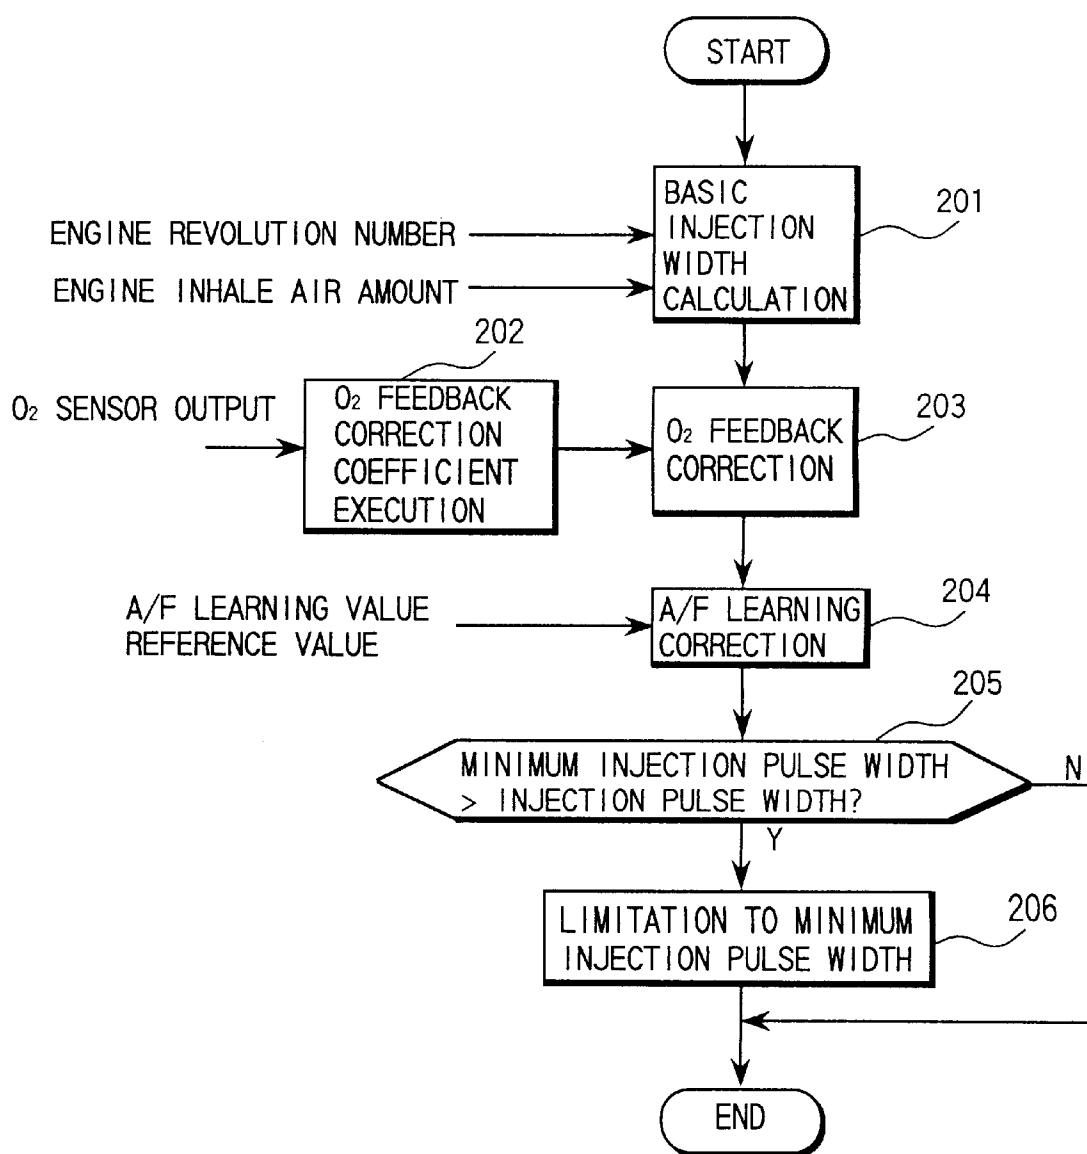 START
BASIC
INJECTION
WIDTH
CALCULATION
201
ENGINE REVOLUTION NUMBER
ENGINE INHALE AIR AMOUNT
202
O2 SENSOR OUTPUT
O2 FEEDBACK
CORRECTION
COEFFICIENT
EXECUTION
O2 FEEDBACK
CORRECTION
203
A/F LEARNING VALUE
REFERENCE VALUE
A/F LEARNING
CORRECTION
204
205
MINIMUM INJECTION PULSE WIDTH
> INJECTION PULSE WIDTH?
N
Y
LIMITATION TO MINIMUM
INJECTION PULSE WIDTH
206
END